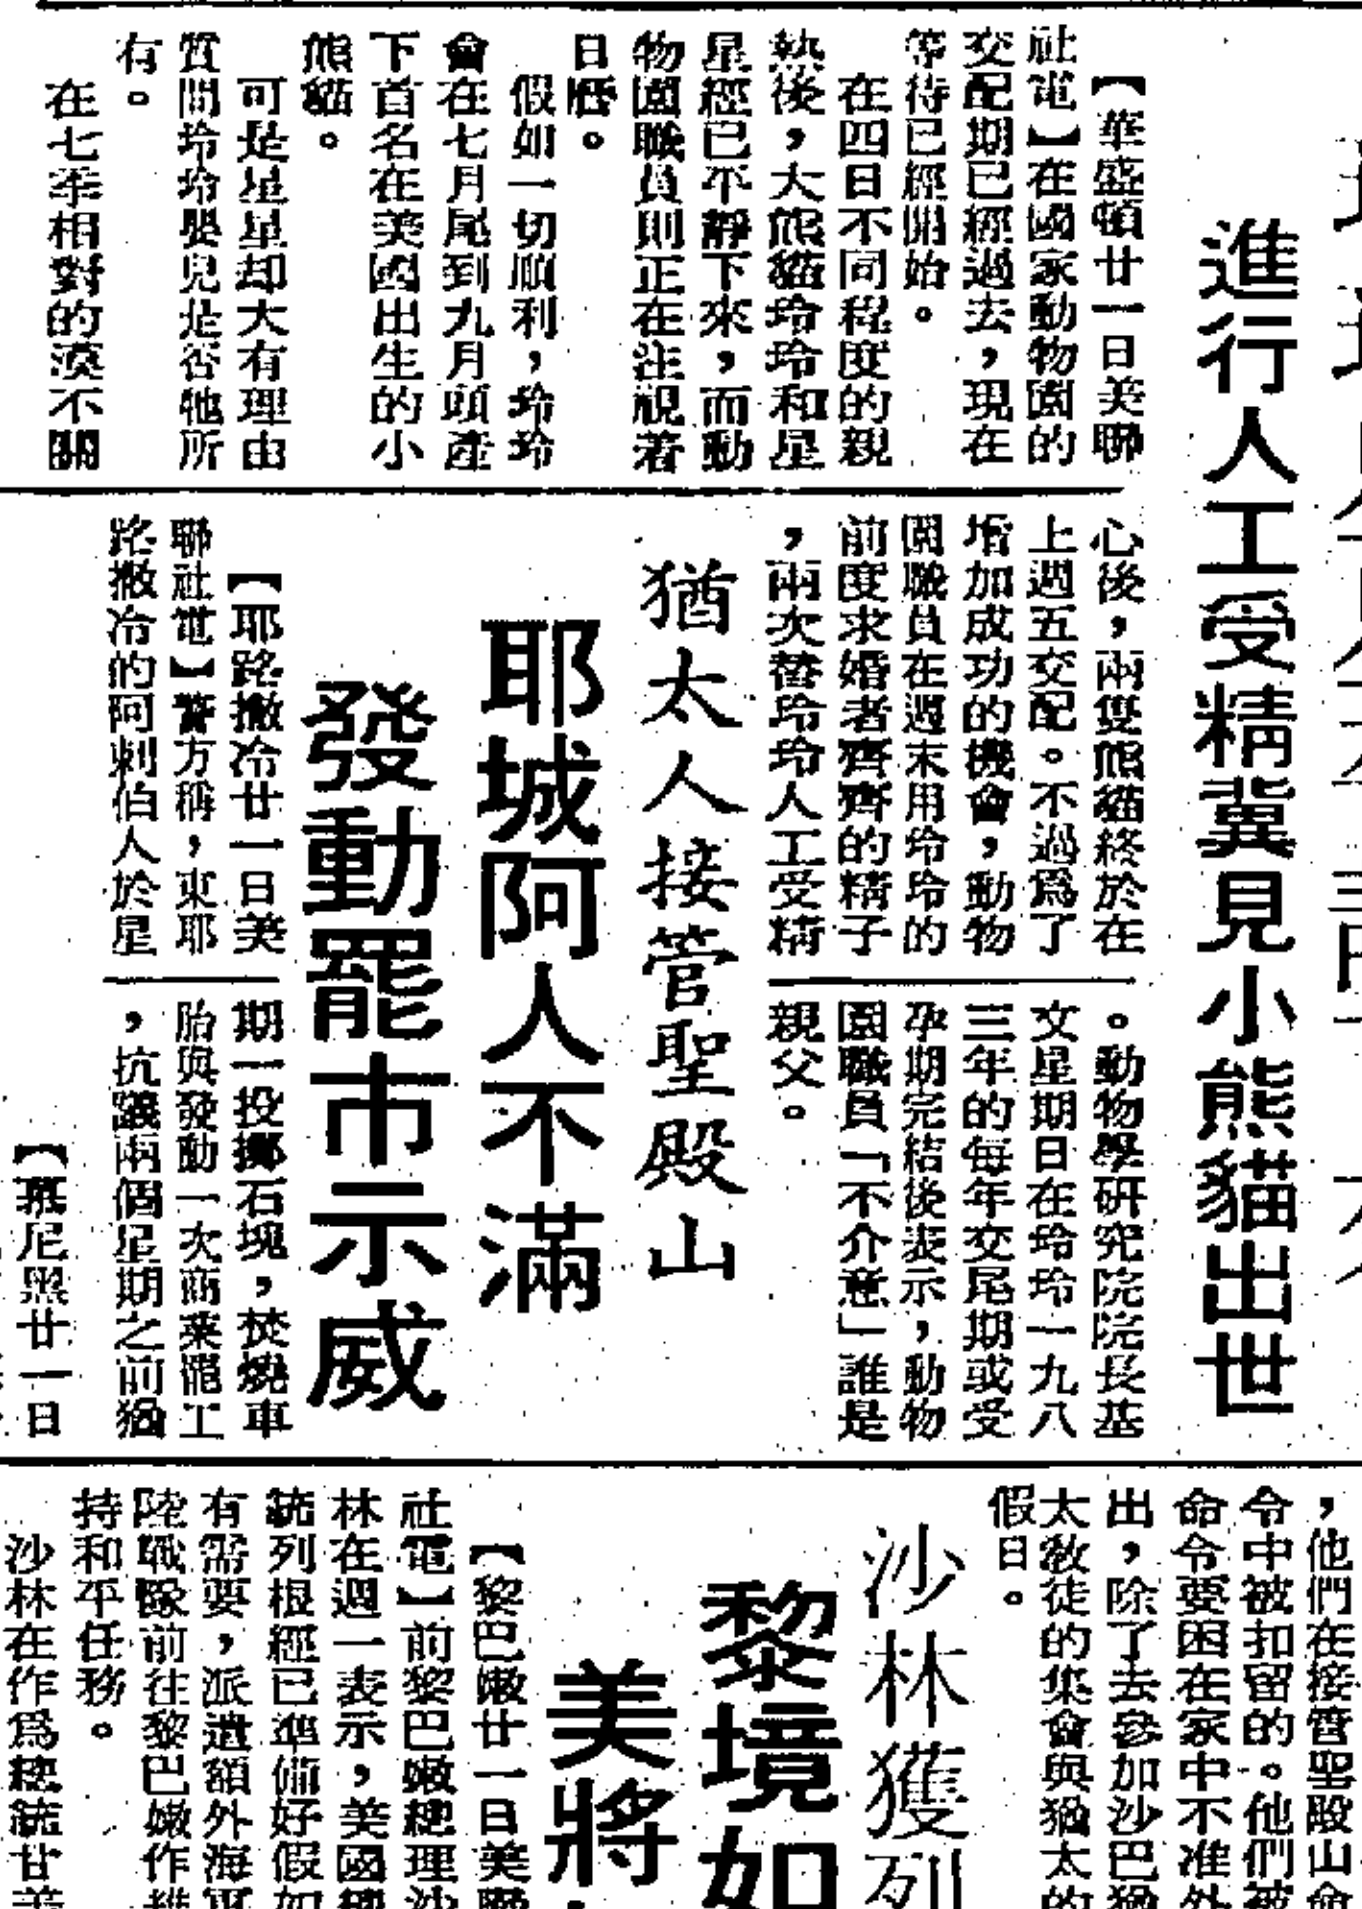 進行人工受精冀見小熊貓出世
【華盛頓廿一日美聯
社電】在國家動物園的
交配期已經過去，現在
等待已經開始。
在四日不同程度的親
熱後，大熊貓玲玲和星
星經已平靜下來，而動
物園職員則正在注視着
日曆。
假如一切順利，玲玲
會在七月尾到九月頭產
下首名在美國出生的小
熊貓。
可是星星却大有理由
質問玲玲嬰兒是否牠所
有。
在七年相對的漠不關
心後，兩隻熊貓終於在
上週五交配。不過爲了
增加成功的機會，動物
園職員在週末用玲玲的
前度求婚者齊齊的精子
，兩次替玲玲人工受精
。動物學研究院院長基
文星期日在玲玲一九八
三年的每年交尾期或受
孕期完結後表示，動物
園職員「不介意」誰是
親父。
猶太人接管聖殿山
耶城阿人不滿
發動罷市示威
【耶路撒冷廿一日美
聯社電】警方稱，東耶
路撒冷的阿剌伯人於星
期一投擲石塊，焚燒車
胎與發動一次商業罷工
，抗議兩個星期之前猶
【慕尼黑廿一日
，他們在接管聖殿山命
令中被扣留的。他們被
命令要困在家中不准外
出，除了去參加沙巴猶
太敎徒的集會與猶太的
假日。
沙林獲列
黎境如
美將
【黎巴嫩廿一日美聯
社電】前黎巴嫩總理沙
林在週一表示，美國總
統列根經已準備好假如
有需要，派遣額外海軍
陸戰隊前往黎巴嫩作維
持和平任務。
沙林在作爲總統甘美